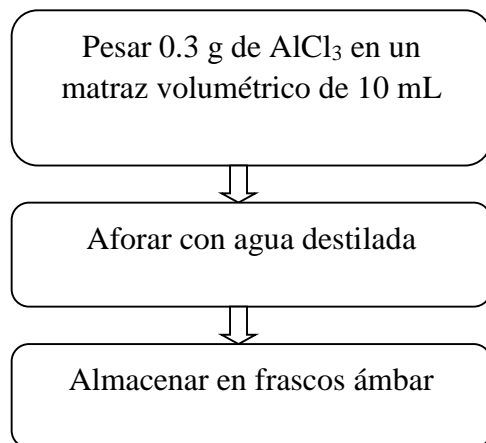 Pesar 0.3 g de AlCl₃ en un
matraz volumétrico de 10 mL
Aforar con agua destilada
Almacenar en frascos ámbar